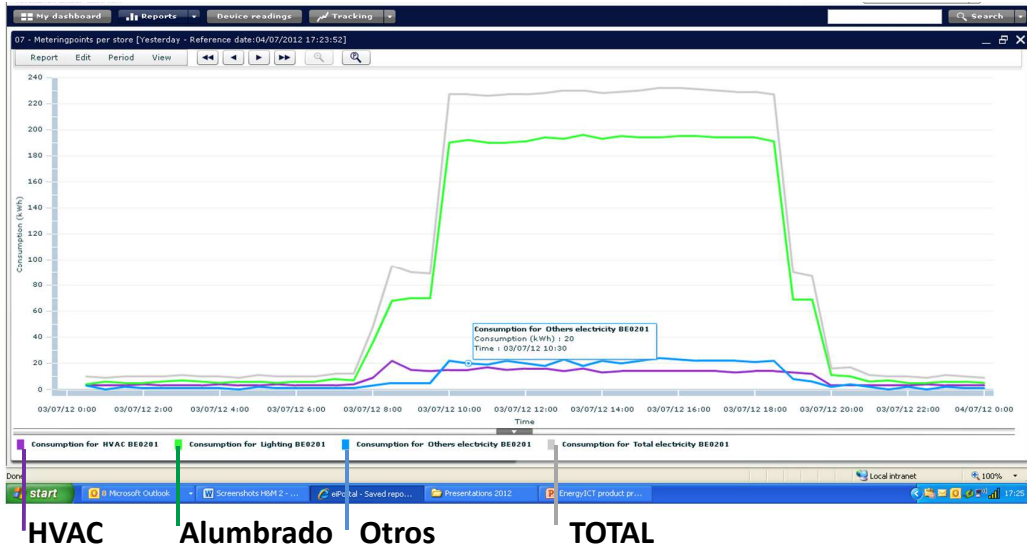 My dashboard Reports Device readings Tracking Search
07 - Meteringpoints per store [Yesterday - Reference date:04/07/2012 17:23:52]
Report Edit Period View
240
220
200
180
160
140
120
100
80
60
40
20
0
Consumption (kWh)
Consumption for Others electricity BE0201
Consumption (kWh) : 20
Time : 03/07/12 10:30
03/07/12 0:00 03/07/12 2:00 03/07/12 4:00 03/07/12 6:00 03/07/12 8:00 03/07/12 10:00 03/07/12 12:00 03/07/12 14:00 03/07/12 16:00 03/07/12 18:00 03/07/12 20:00 03/07/12 22:00 04/07/12 0:00
Time
Consumption for HVAC BE0201 Consumption for Lighting BE0201 Consumption for Others electricity BE0201 Consumption for Total electricity BE0201
Done Local intranet 100%
start 8 Microsoft Outlook Screenshots H&M 2 - ... eiPortal - Saved repo... Presentations 2012 EnergyICT product pr... 17:25
HVAC Alumbrado Otros TOTAL